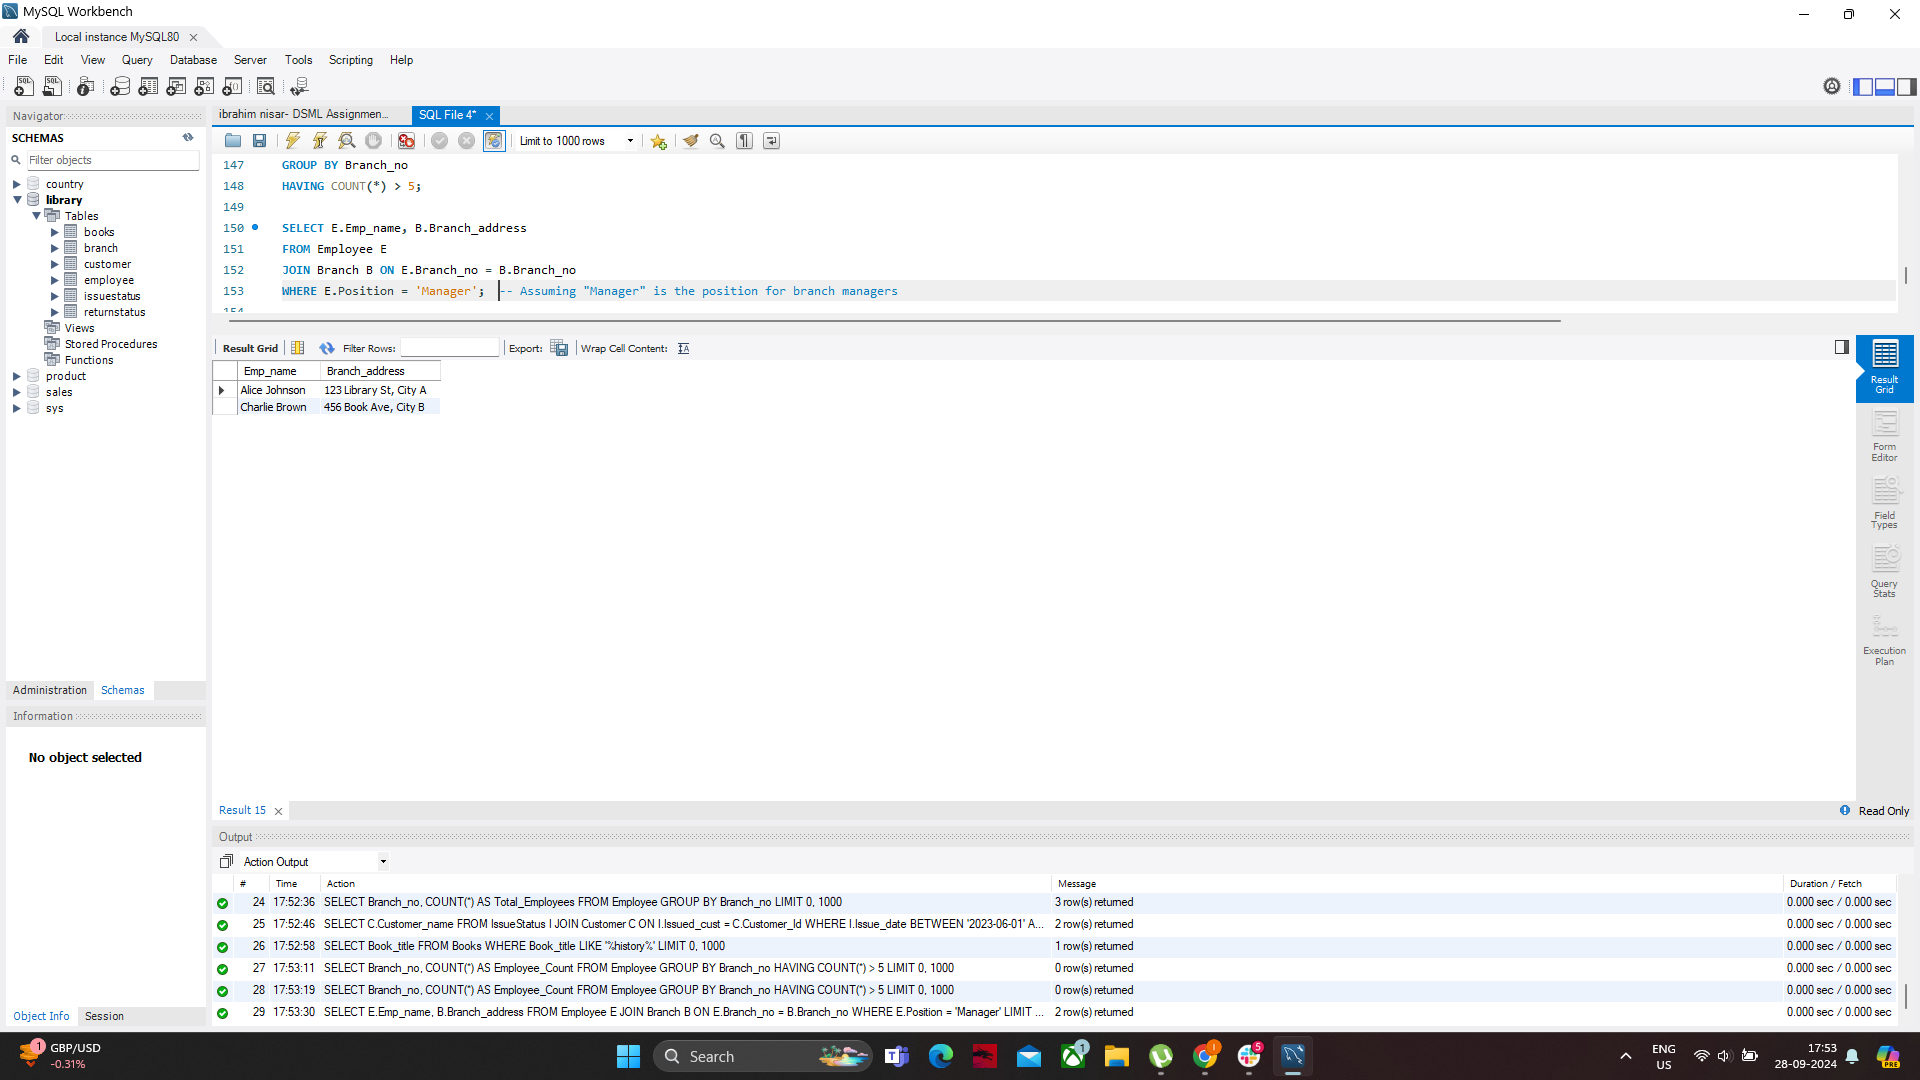 MySQL Workbench
Local instance MySQL80
File Edit View Query Database Server Tools Scripting Help
Navigator
SCHEMAS
Filter objects
country
library
Tables
books
branch
customer
employee
issuestatus
returnstatus
Views
Stored Procedures
Functions
product
sales
sys
Administration Schemas
Information
No object selected
Object Info Session
ibrahim nisar- DSML Assignmen... SQL File 4*
Limit to 1000 rows
147 GROUP BY Branch_no
148 HAVING COUNT(*) > 5;
149
150 SELECT E.Emp_name, B.Branch_address
151 FROM Employee E
152 JOIN Branch B ON E.Branch_no = B.Branch_no
153 WHERE E.Position = 'Manager'; -- Assuming "Manager" is the position for branch managers
154
Result Grid Filter Rows: Export: Wrap Cell Content:
Emp_name Branch_address
Alice Johnson 123 Library St, City A
Charlie Brown 456 Book Ave, City B
Result Grid
Form Editor
Field Types
Query Stats
Execution Plan
Result 15
Read Only
Output
Action Output
# Time Action Message Duration / Fetch
24 17:52:36 SELECT Branch_no, COUNT(*) AS Total_Employees FROM Employee GROUP BY Branch_no LIMIT 0, 1000 3 row(s) returned 0.000 sec / 0.000 sec
25 17:52:46 SELECT C.Customer_name FROM IssueStatus I JOIN Customer C ON I.Issued_cust = C.Customer_Id WHERE I.Issue_date BETWEEN '2023-06-01' A... 2 row(s) returned 0.000 sec / 0.000 sec
26 17:52:58 SELECT Book_title FROM Books WHERE Book_title LIKE '%history%' LIMIT 0, 1000 1 row(s) returned 0.000 sec / 0.000 sec
27 17:53:11 SELECT Branch_no, COUNT(*) AS Employee_Count FROM Employee GROUP BY Branch_no HAVING COUNT(*) > 5 LIMIT 0, 1000 0 row(s) returned 0.000 sec / 0.000 sec
28 17:53:19 SELECT Branch_no, COUNT(*) AS Employee_Count FROM Employee GROUP BY Branch_no HAVING COUNT(*) > 5 LIMIT 0, 1000 0 row(s) returned 0.000 sec / 0.000 sec
29 17:53:30 SELECT E.Emp_name, B.Branch_address FROM Employee E JOIN Branch B ON E.Branch_no = B.Branch_no WHERE E.Position = 'Manager' LIMIT ... 2 row(s) returned 0.000 sec / 0.000 sec
1 GBP/USD
-0.31%
Search
1
5
ENG
US
17:53
28-09-2024
PRE